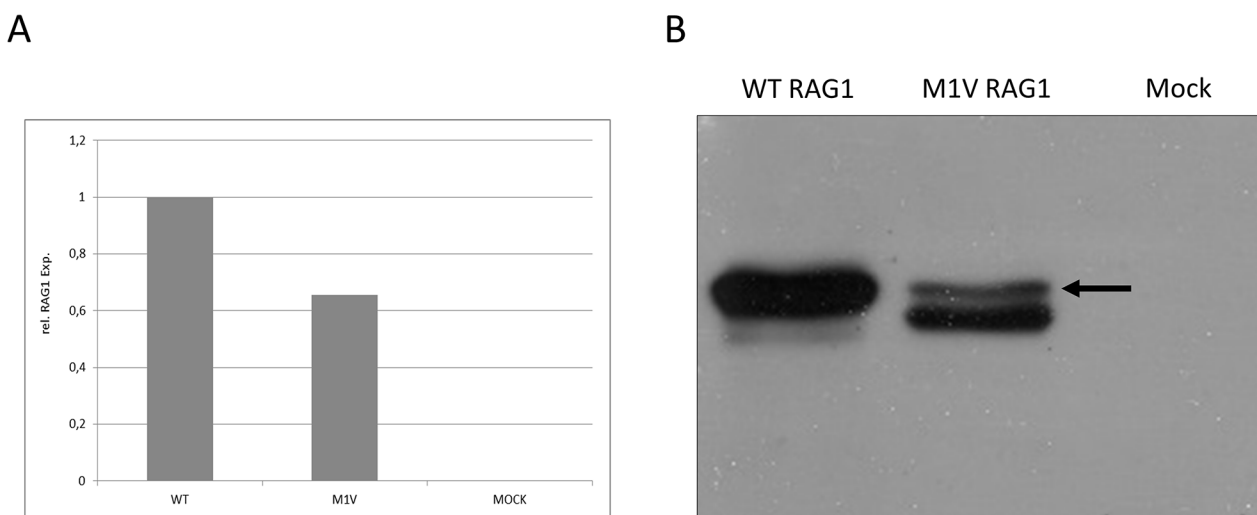 A
rel. RAG1 Exp.
1,2
1
0,8
0,6
0,4
0,2
0
WT M1V MOCK
B
WT RAG1 M1V RAG1 Mock